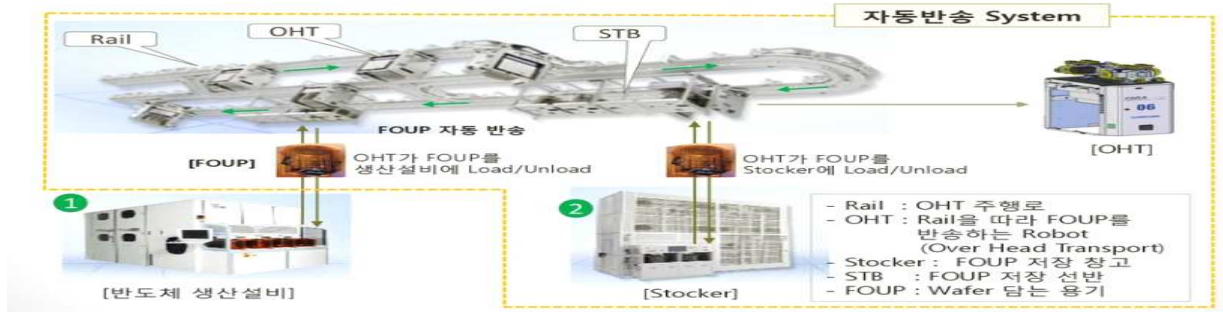 자동반송 System
Rail
OHT
STB
FOUP 자동 반송
[FOUP]
OHT가 FOUP를
생산설비에 Load/Unload
OHT가 FOUP를
Stocker에 Load/Unload
06
[OHT]
1
[반도체 생산설비]
2
[Stocker]
- Rail : OHT 주행로
- OHT : Rail을 따라 FOUP를
반송하는 Robot
(Over Head Transport)
- Stocker : FOUP 저장 창고
- STB : FOUP 저장 선반
- FOUP : Wafer 담는 용기